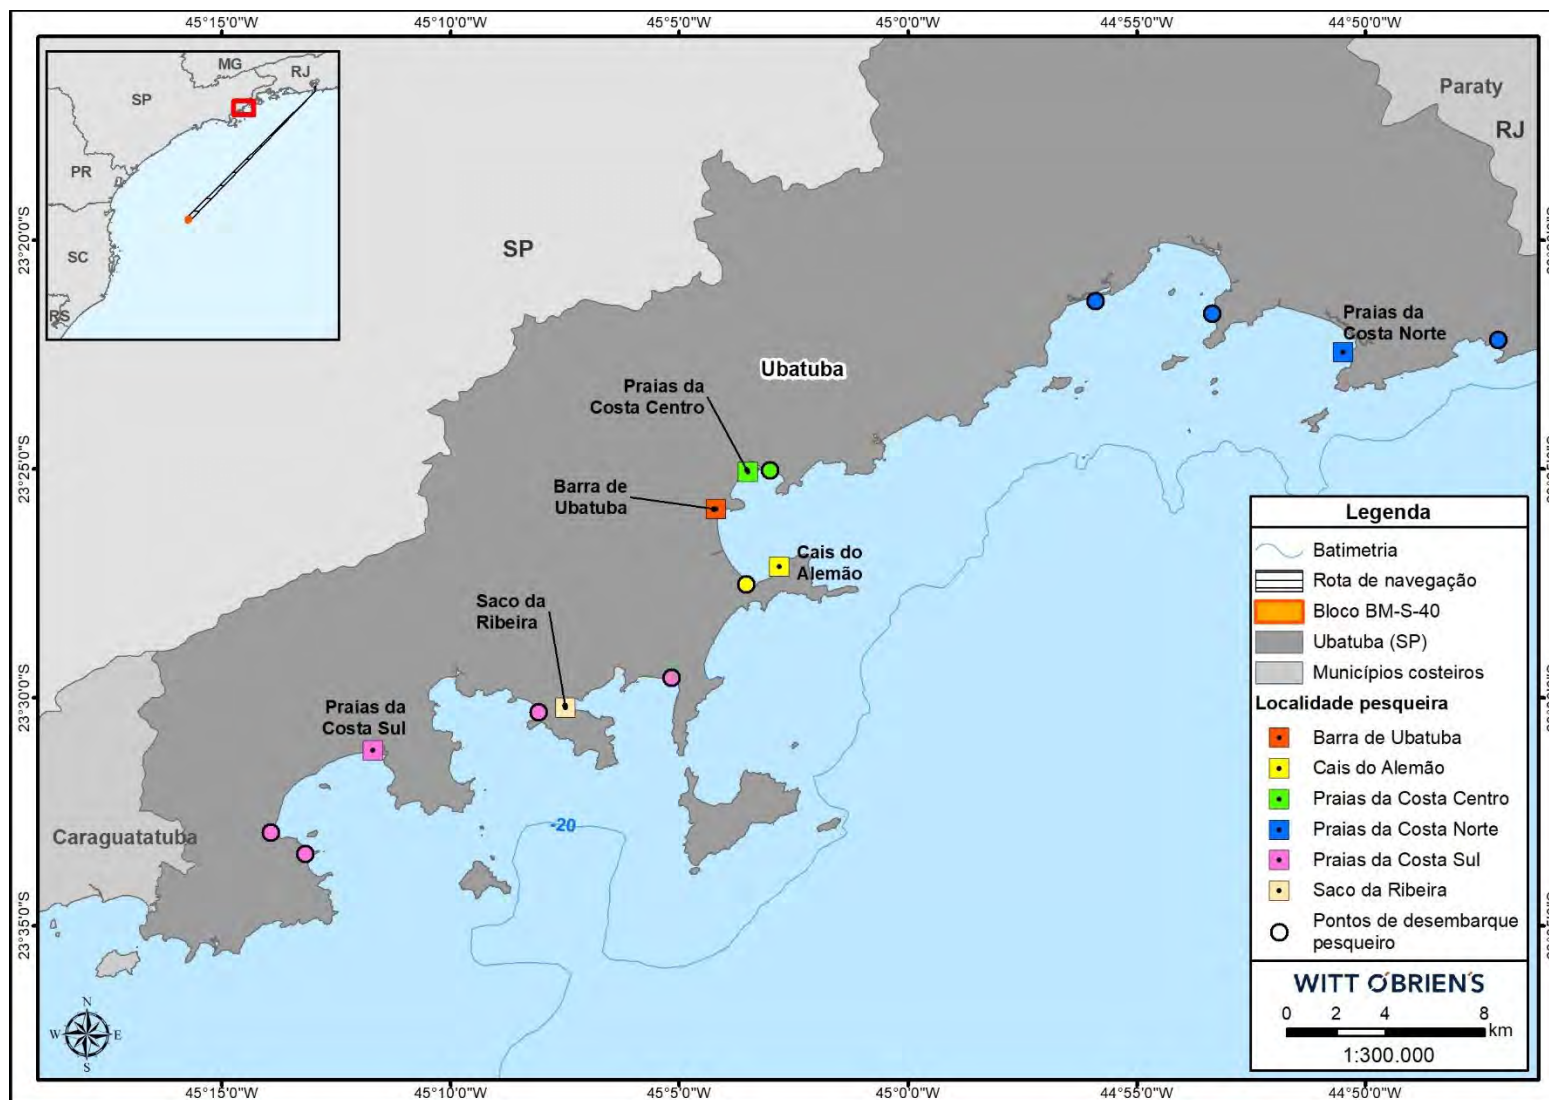 45°15'0"W
45°10'0"W
45°5'0"W
45°0'0"W
44°55'0"W
44°50'0"W
MG
RJ
SP
PR
SC
RS
Paraty
RJ
SP
23°20'0"S
23°25'0"S
23°30'0"S
23°35'0"S
Praias da
Costa Norte
Ubatuba
Praias da
Costa Centro
Barra de
Ubatuba
Cais do
Alemão
Saco da
Ribeira
Praias da
Costa Sul
Caraguatatuba
-20
Legenda
Batimetria
Rota de navegação
Bloco BM-S-40
Ubatuba (SP)
Municípios costeiros
Localidade pesqueira
Barra de Ubatuba
Cais do Alemão
Praias da Costa Centro
Praias da Costa Norte
Praias da Costa Sul
Saco da Ribeira
Pontos de desembarque
pesqueiro
WITT O'BRIEN'S
0 2 4 8
km
1:300.000
N
W E
S
45°15'0"W
45°10'0"W
45°5'0"W
45°0'0"W
44°55'0"W
44°50'0"W